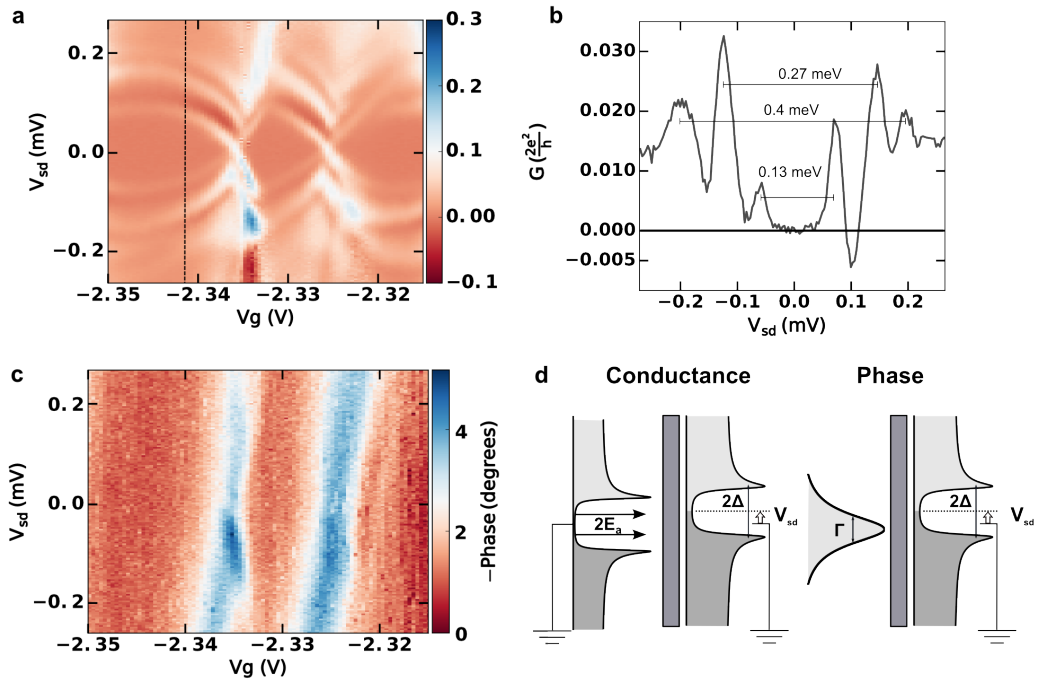 a
V_sd (mV)
0.2
0.0
−0.2
−2.35
−2.34
−2.33
−2.32
Vg (V)
0.3
0.2
0.1
0.00
−0.1
b
G (2e²/h)
0.030
0.020
0.010
0.000
−0.005
0.27 meV
0.4 meV
0.13 meV
−0.2
−0.1
0.0
0.1
0.2
V_sd (mV)
c
V_sd (mV)
0.2
0.0
−0.2
−2.35
−2.34
−2.33
−2.32
Vg (V)
4
2
0
−Phase (degrees)
d
Conductance
Phase
2E_a
2Δ
V_sd
Γ
2Δ
V_sd